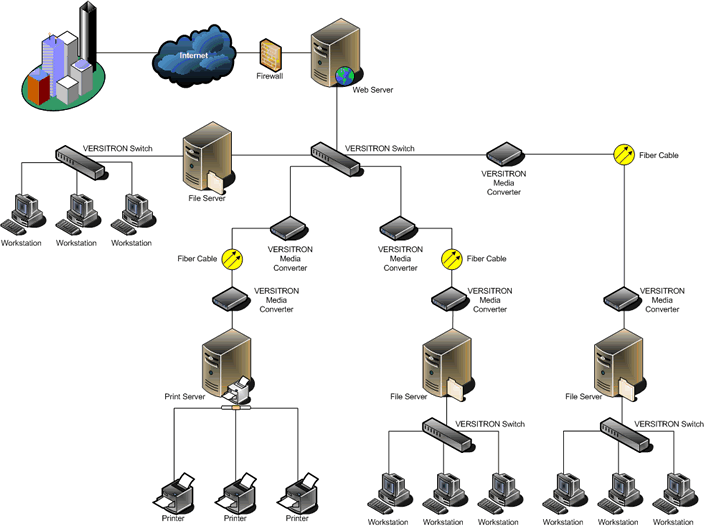 Internet
Firewall
Web Server
VERSITRON Switch
VERSITRON Switch
Fiber Cable
File Server
VERSITRON
Media
Converter
Workstation
Workstation
Workstation
VERSITRON
Media
Converter
VERSITRON
Media
Converter
Fiber Cable
Fiber Cable
VERSITRON
Media
Converter
VERSITRON
Media
Converter
VERSITRON
Media
Converter
Print Server
File Server
File Server
VERSITRON Switch
VERSITRON Switch
Printer
Printer
Printer
Workstation
Workstation
Workstation
Workstation
Workstation
Workstation